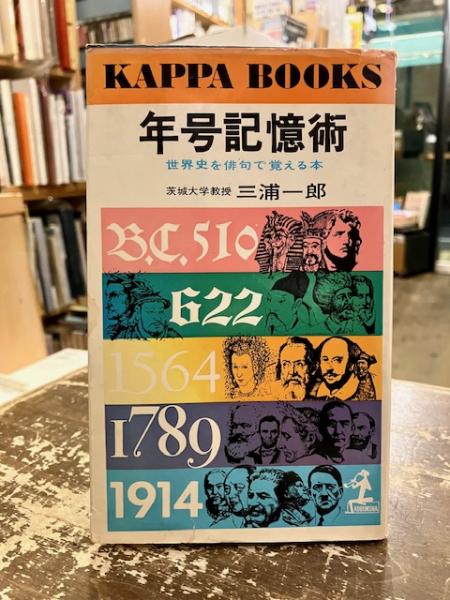 KAPPA BOOKS
年号記憶術
世界史を俳句で覚える本
茨城大学教授 三浦一郎
B.C.510
622
1564
1789
1914
KOBUNSHA